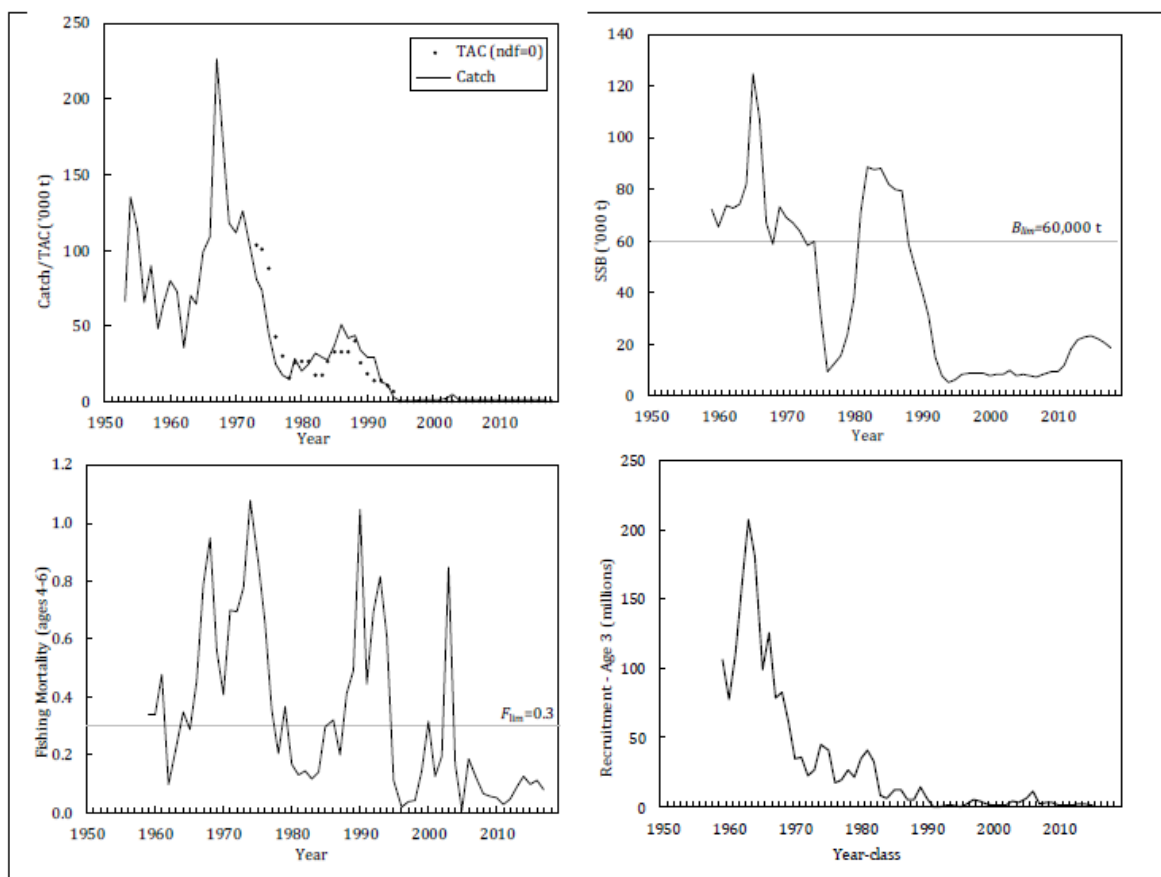 250
200
150
100
50
0
Catch/TAC ('000 t)
TAC (ndf=0)
Catch
1950 1960 1970 1980 1990 2000 2010
Year
140
120
100
80
60
40
20
0
SSB ('000 t)
Blim=60,000 t
1950 1960 1970 1980 1990 2000 2010
Year
1.2
1.0
0.8
0.6
0.4
0.2
0.0
Fishing Mortality (ages 4-6)
Flim=0.3
1950 1960 1970 1980 1990 2000 2010
Year
250
200
150
100
50
0
Recruitment - Age 3 (millions)
1950 1960 1970 1980 1990 2000 2010
Year-class